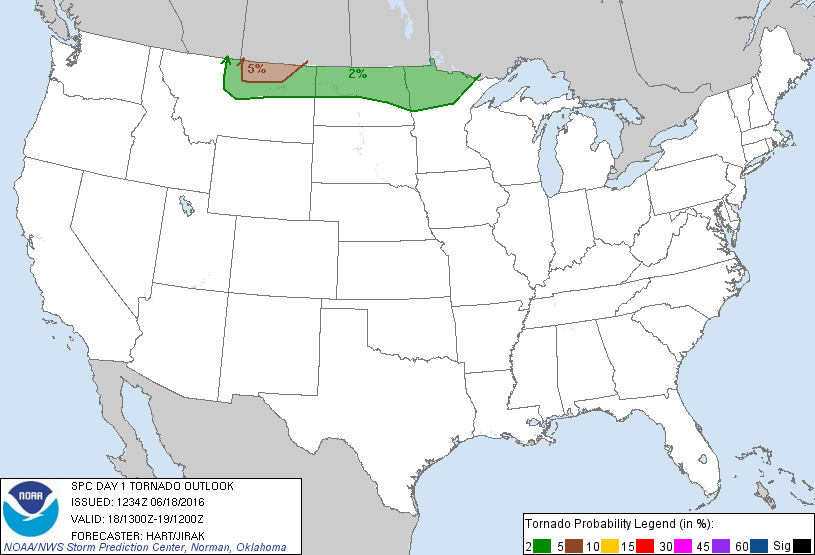 5%
2%
NOAA
SPC DAY 1 TORNADO OUTLOOK
ISSUED: 1234Z 06/18/2016
VALID: 18/1300Z-19/1200Z
FORECASTER: HART/JIRAK
NOAA/NWS Storm Prediction Center, Norman, Oklahoma
Tornado Probability Legend (in %):
2 5 10 15 30 45 60 Sig